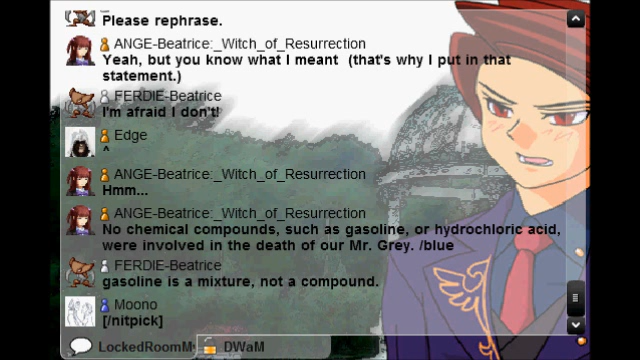 Please rephrase.
ANGE-Beatrice:_Witch_of_Resurrection
Yeah, but you know what I meant (that's why I put in that
statement.)
FERDIE-Beatrice
I'm afraid I don't!
Edge
^
ANGE-Beatrice:_Witch_of_Resurrection
Hmm...
ANGE-Beatrice:_Witch_of_Resurrection
No chemical compounds, such as gasoline, or hydrochloric acid,
were involved in the death of our Mr. Grey. /blue
FERDIE-Beatrice
gasoline is a mixture, not a compound.
Moono
[/nitpick]
LockedRoomM
DWaM